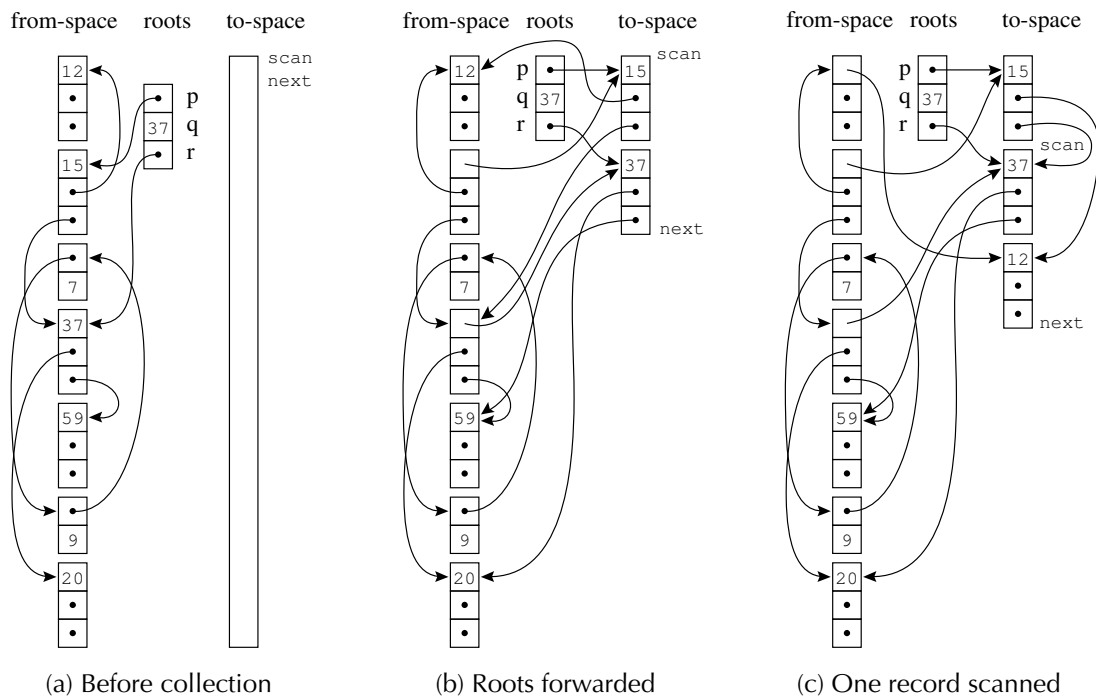 from-space roots to-space
scan
next
12
p
37 q
r
15
7
37
59
9
20
(a) Before collection
from-space roots to-space
scan
12 p 15
q 37
r
37
next
7
59
9
20
(b) Roots forwarded
from-space roots to-space
p 15
q 37
r
scan
37
12
7
next
59
9
20
(c) One record scanned